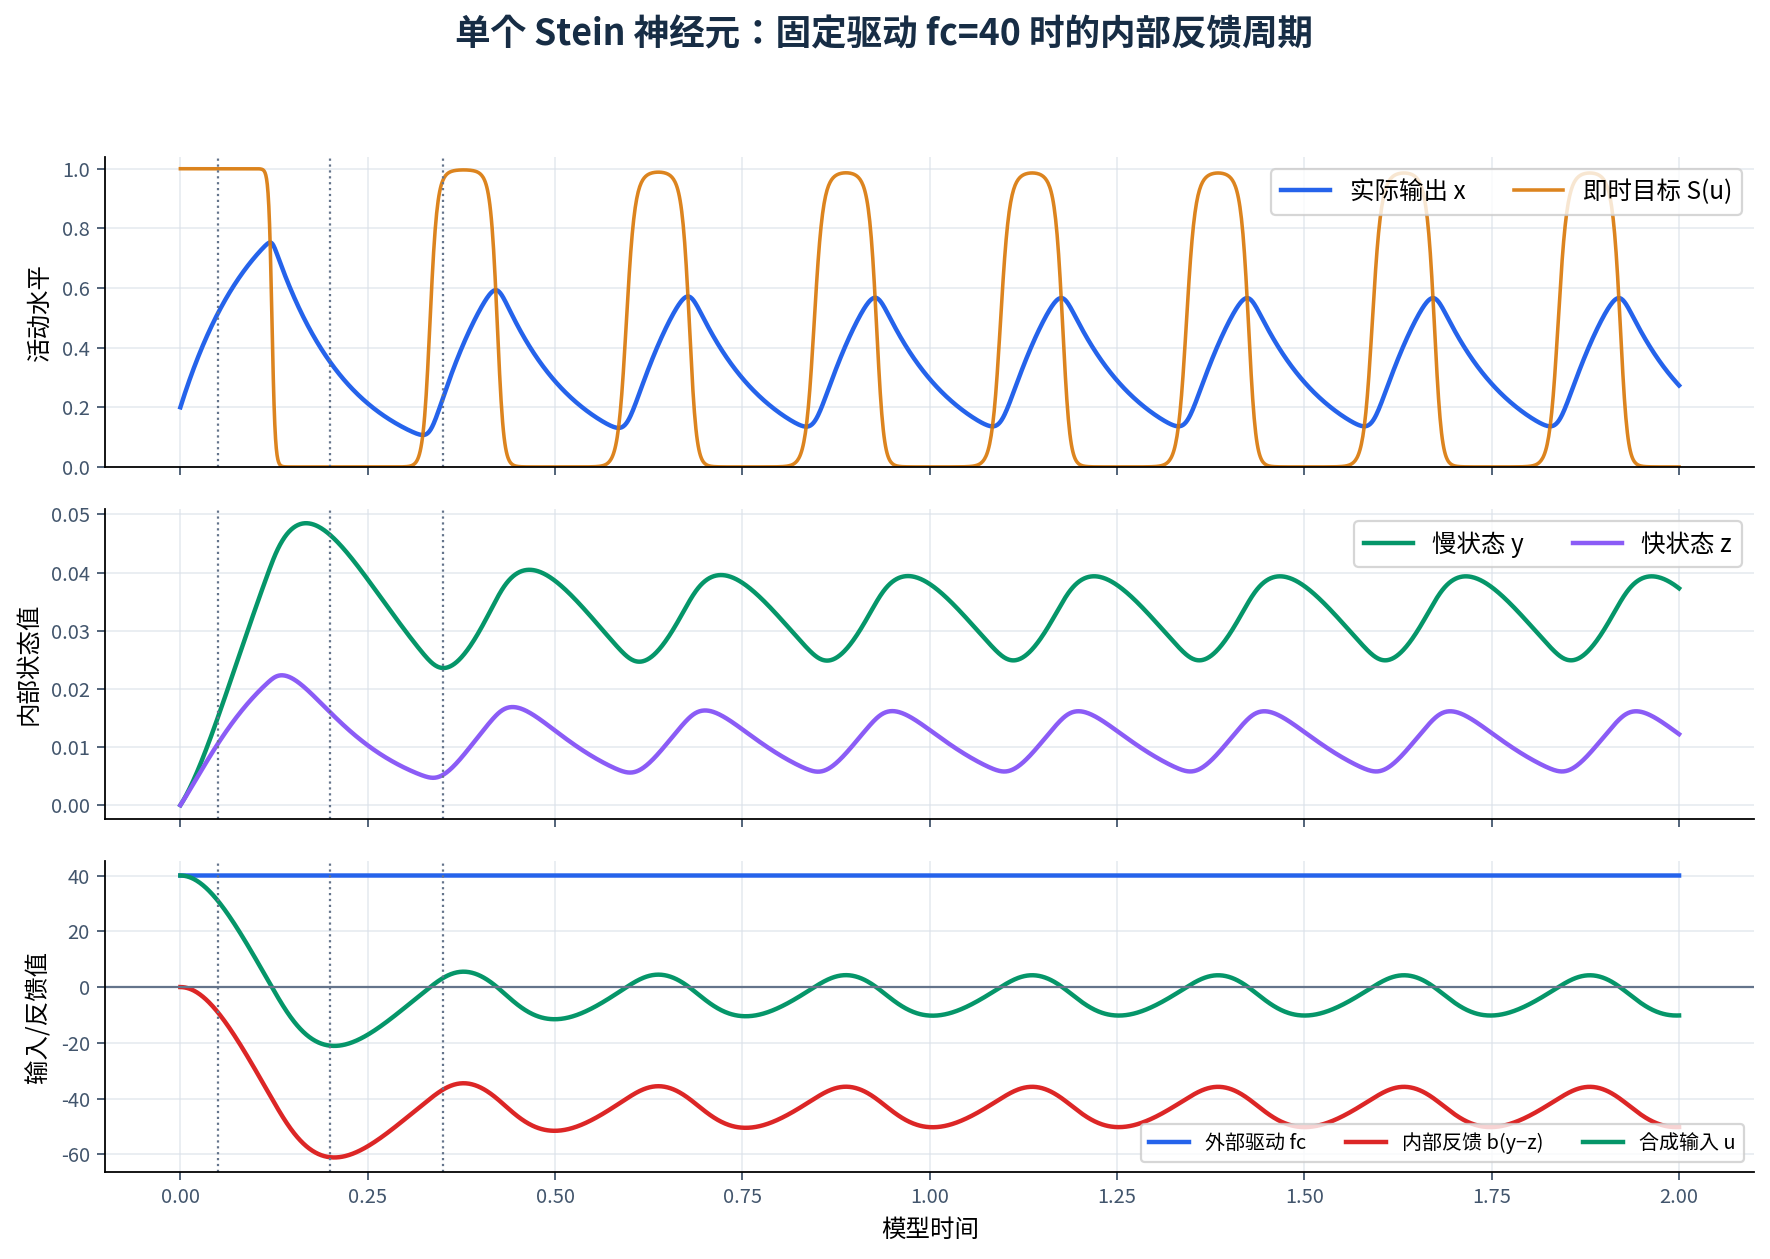 单个 Stein 神经元：固定驱动 fc=40 时的内部反馈周期
活动水平
1.0
0.8
0.6
0.4
0.2
0.0
实际输出 x
即时目标 S(u)
内部状态值
0.05
0.04
0.03
0.02
0.01
0.00
慢状态 y
快状态 z
输入/反馈值
40
20
0
-20
-40
-60
外部驱动 fc
内部反馈 b(y−z)
合成输入 u
0.00 0.25 0.50 0.75 1.00 1.25 1.50 1.75 2.00
模型时间